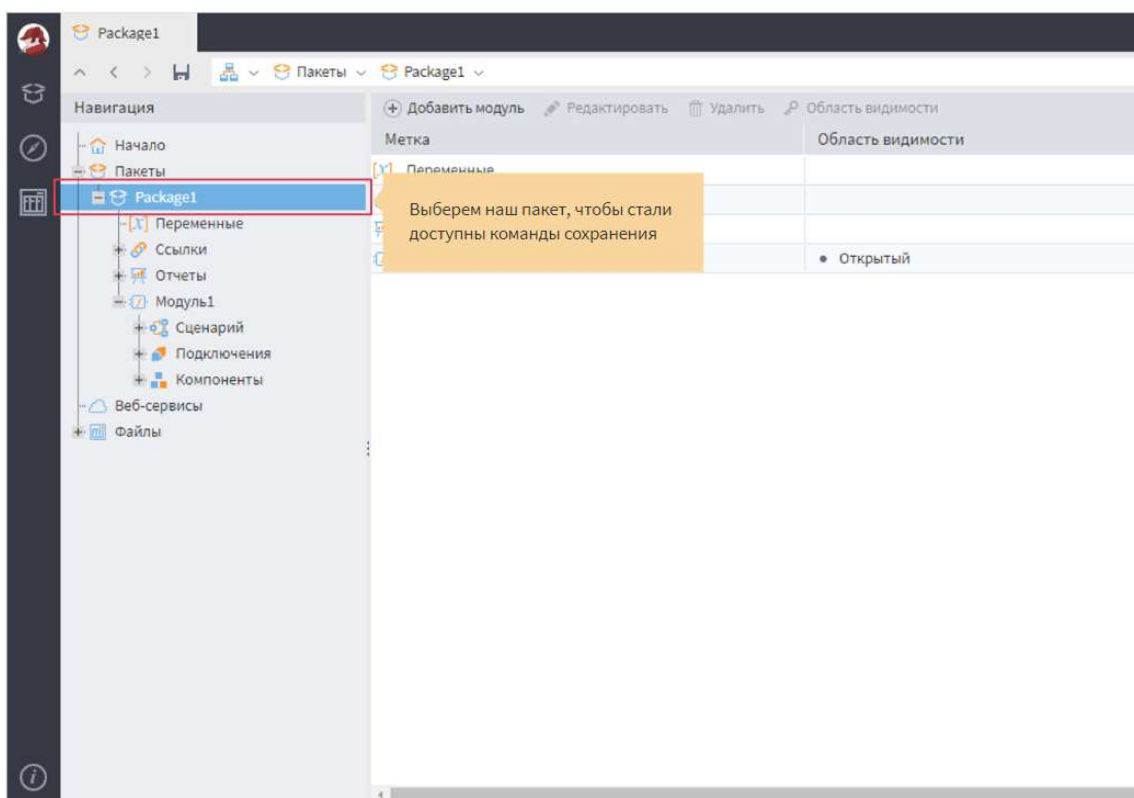 Package1
Пакеты
Package1
Навигация
Добавить модуль
Редактировать
Удалить
Область видимости
Метка
Область видимости
Начало
Пакеты
Package1
Переменные
Ссылки
Отчеты
Модуль1
Сценарий
Подключения
Компоненты
Веб-сервисы
Файлы
Переменные
Выберем наш пакет, чтобы стали
доступны команды сохранения
Открытый